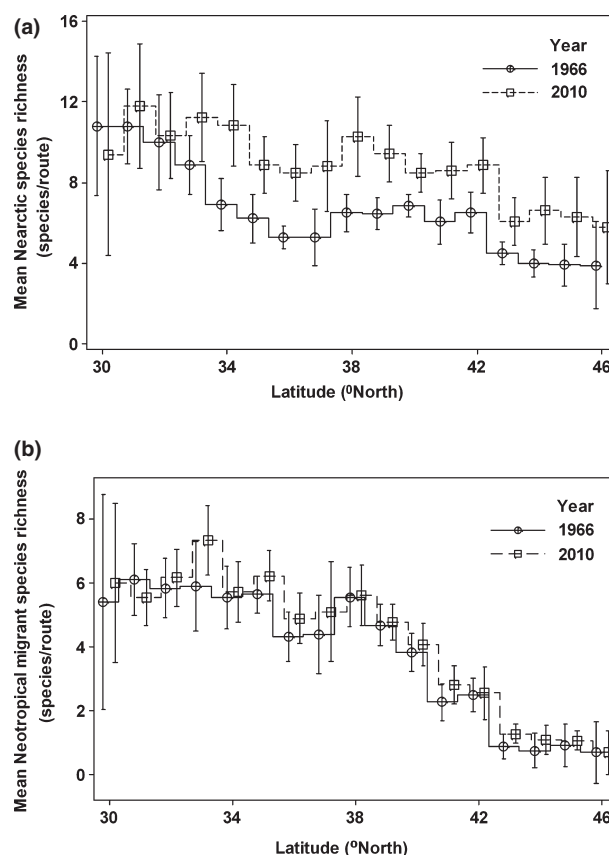 (a)
Mean Nearctic species richness
(species/route)
16
12
8
4
0
Year
1966
2010
30 34 38 42 46
Latitude (⁰North)
(b)
Mean Neotropical migrant species richness
(species/route)
8
6
4
2
0
Year
1966
2010
30 34 38 42 46
Latitude (⁰North)